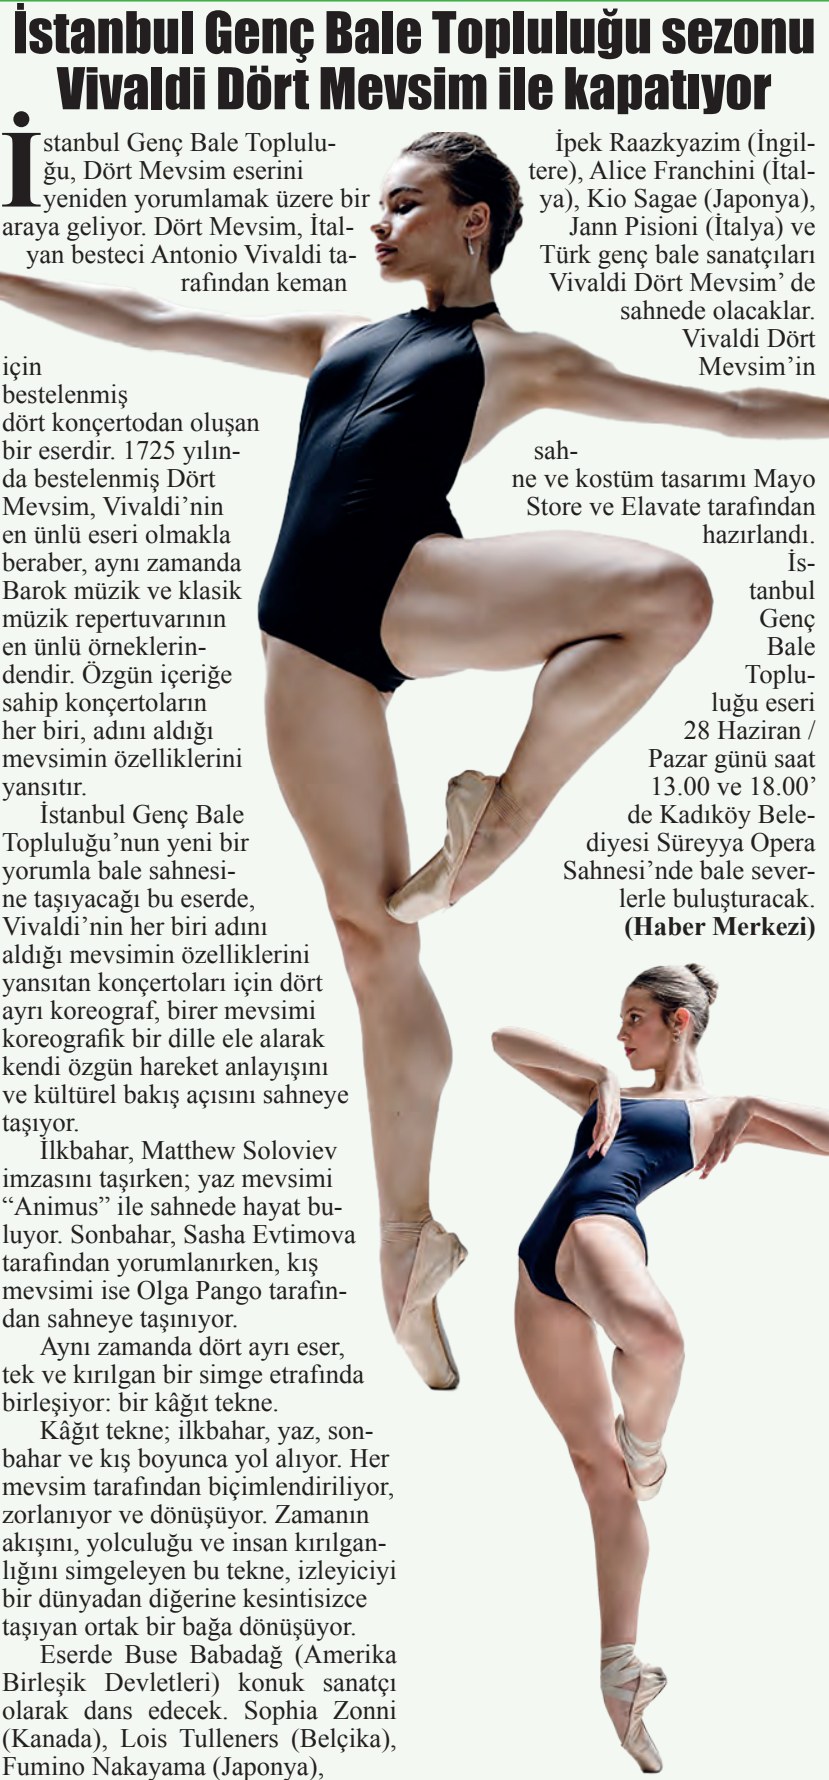 İstanbul Genç Bale Topluluğu sezonu
Vivaldi Dört Mevsim ile kapatıyor
İstanbul Genç Bale Toplulu-
ğu, Dört Mevsim eserini
yeniden yorumlamak üzere bir
araya geliyor. Dört Mevsim, İtal-
yan besteci Antonio Vivaldi ta-
rafından keman
için
bestelenmiş
dört konçertodan oluşan
bir eserdir. 1725 yılın-
da bestelenmiş Dört
Mevsim, Vivaldi’nin
en ünlü eseri olmakla
beraber, aynı zamanda
Barok müzik ve klasik
müzik repertuvarının
en ünlü örneklerin-
dendir. Özgün içeriğe
sahip konçertoların
her biri, adını aldığı
mevsimin özelliklerini
yansıtır.
İstanbul Genç Bale
Topluluğu’nun yeni bir
yorumla bale sahnesi-
ne taşıyacağı bu eserde,
Vivaldi’nin her biri adını
aldığı mevsimin özelliklerini
yansıtan konçertoları için dört
ayrı koreograf, birer mevsimi
koreografik bir dille ele alarak
kendi özgün hareket anlayışını
ve kültürel bakış açısını sahneye
taşıyor.
İlkbahar, Matthew Soloviev
imzasını taşırken; yaz mevsimi
“Animus” ile sahnede hayat bu-
luyor. Sonbahar, Sasha Evtimova
tarafından yorumlanırken, kış
mevsimi ise Olga Pango tarafın-
dan sahneye taşınıyor.
Aynı zamanda dört ayrı eser,
tek ve kırılgan bir simge etrafında
birleşiyor: bir kâğıt tekne.
Kâğıt tekne; ilkbahar, yaz, son-
bahar ve kış boyunca yol alıyor. Her
mevsim tarafından biçimlendiriliyor,
zorlanıyor ve dönüşüyor. Zamanın
akışını, yolculuğu ve insan kırılgan-
lığını simgeleyen bu tekne, izleyiciyi
bir dünyadan diğerine kesintisizce
taşıyan ortak bir bağa dönüşüyor.
Eserde Buse Babadağ (Amerika
Birleşik Devletleri) konuk sanatçı
olarak dans edecek. Sophia Zonni
(Kanada), Lois Tulleners (Belçika),
Fumino Nakayama (Japonya),
İpek Raazkyazim (İngil-
tere), Alice Franchini (İtal-
ya), Kio Sagae (Japonya),
Jann Pisioni (İtalya) ve
Türk genç bale sanatçıları
Vivaldi Dört Mevsim’ de
sahnede olacaklar.
Vivaldi Dört
Mevsim’in
sah-
ne ve kostüm tasarımı Mayo
Store ve Elavate tarafından
hazırlandı.
İs-
tanbul
Genç
Bale
Toplu-
luğu eseri
28 Haziran /
Pazar günü saat
13.00 ve 18.00’
de Kadıköy Bele-
diyesi Süreyya Opera
Sahnesi’nde bale sever-
lerle buluşturacak.
(Haber Merkezi)